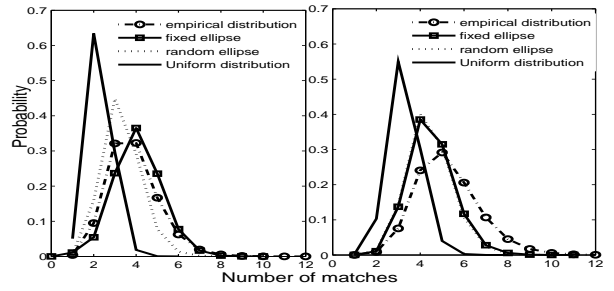 0.7
0.6
0.5
0.4
0.3
0.2
0.1
0
Probability
empirical distribution
fixed ellipse
random ellipse
Uniform distribution
0 2 4 6 8 10 12
0.7
0.6
0.5
0.4
0.3
0.2
0.1
0
empirical distribution
fixed ellipse
random ellipse
Uniform distribution
0 2 4 6 8 10 12
Number of matches